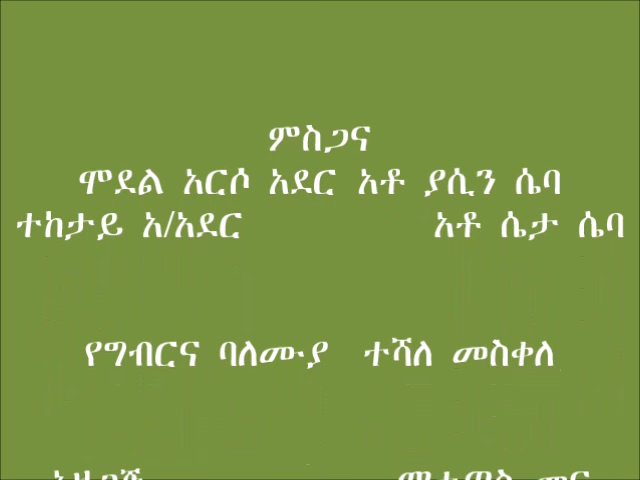 ምስጋና
ሞደል አርሶ አደር አቶ ያሲን ሴባ
ተከታይ አ/አደር አቶ ሴታ ሴባ
የግብርና ባለሙያ ተሻለ መስቀለ